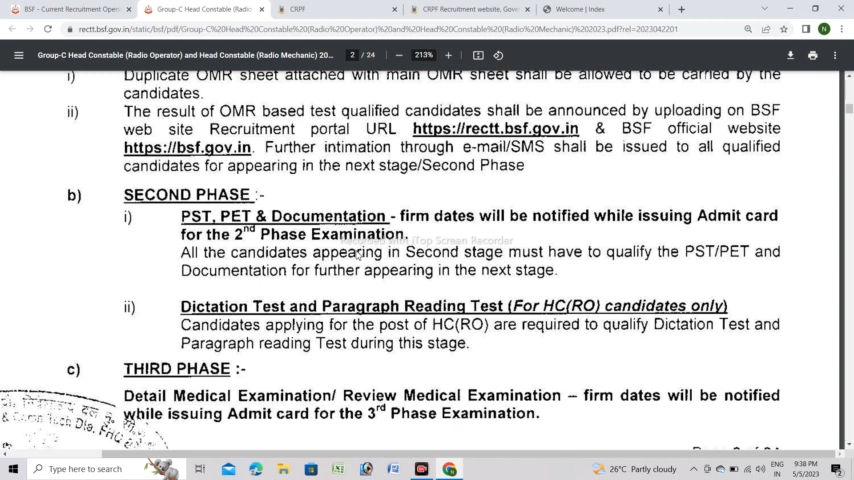 BSF - Current Recruitment Open
Group-C Head Constable (Radio
CRPF
CRPF Recruitment website, Gove
Welcome | Index
rectt.bsf.gov.in/static/bsf/pdf/Group-C%20Head%20Constable%20(Radio%20Operator)%20and%20Head%20Constable%20(Radio%20Mechanic)%202023.pdf?rel=2023042201
N
Group-C Head Constable (Radio Operator) and Head Constable (Radio Mechanic) 20...
2 / 24
213%
i) Duplicate OMR sheet attached with main OMR sheet shall be allowed to be carried by the
candidates.
ii) The result of OMR based test qualified candidates shall be announced by uploading on BSF
web site Recruitment portal URL https://rectt.bsf.gov.in & BSF official website
https://bsf.gov.in. Further intimation through e-mail/SMS shall be issued to all qualified
candidates for appearing in the next stage/Second Phase
b) SECOND PHASE :-
i) PST, PET & Documentation - firm dates will be notified while issuing Admit card
for the 2nd Phase Examination.
Recorded with iTop Screen Recorder
All the candidates appearing in Second stage must have to qualify the PST/PET and
Documentation for further appearing in the next stage.
ii) Dictation Test and Paragraph Reading Test (For HC(RO) candidates only)
Candidates applying for the post of HC(RO) are required to qualify Dictation Test and
Paragraph reading Test during this stage.
c) THIRD PHASE :-
Detail Medical Examination/ Review Medical Examination – firm dates will be notified
while issuing Admit card for the 3rd Phase Examination.
Type here to search
26°C Partly cloudy
ENG
IN
9:38 PM
5/5/2023
2